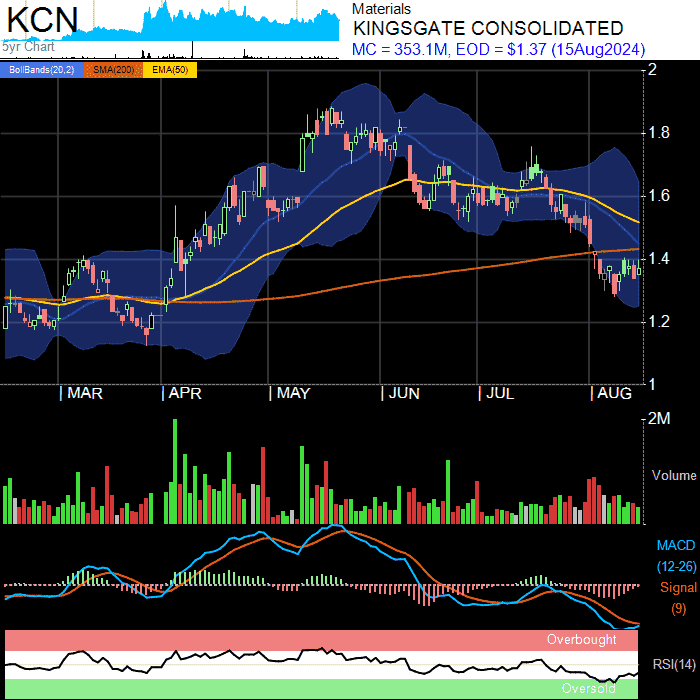 KCN
5yr Chart
Materials
KINGSGATE CONSOLIDATED
MC = 353.1M, EOD = $1.37 (15Aug2024)
BollBands(20,2) SMA(200) EMA(50)
2
1.8
1.6
1.4
1.2
1
| MAR | APR | MAY | JUN | JUL | AUG
2M
Volume
MACD
(12-26)
Signal
(9)
Overbought
RSI(14)
Oversold